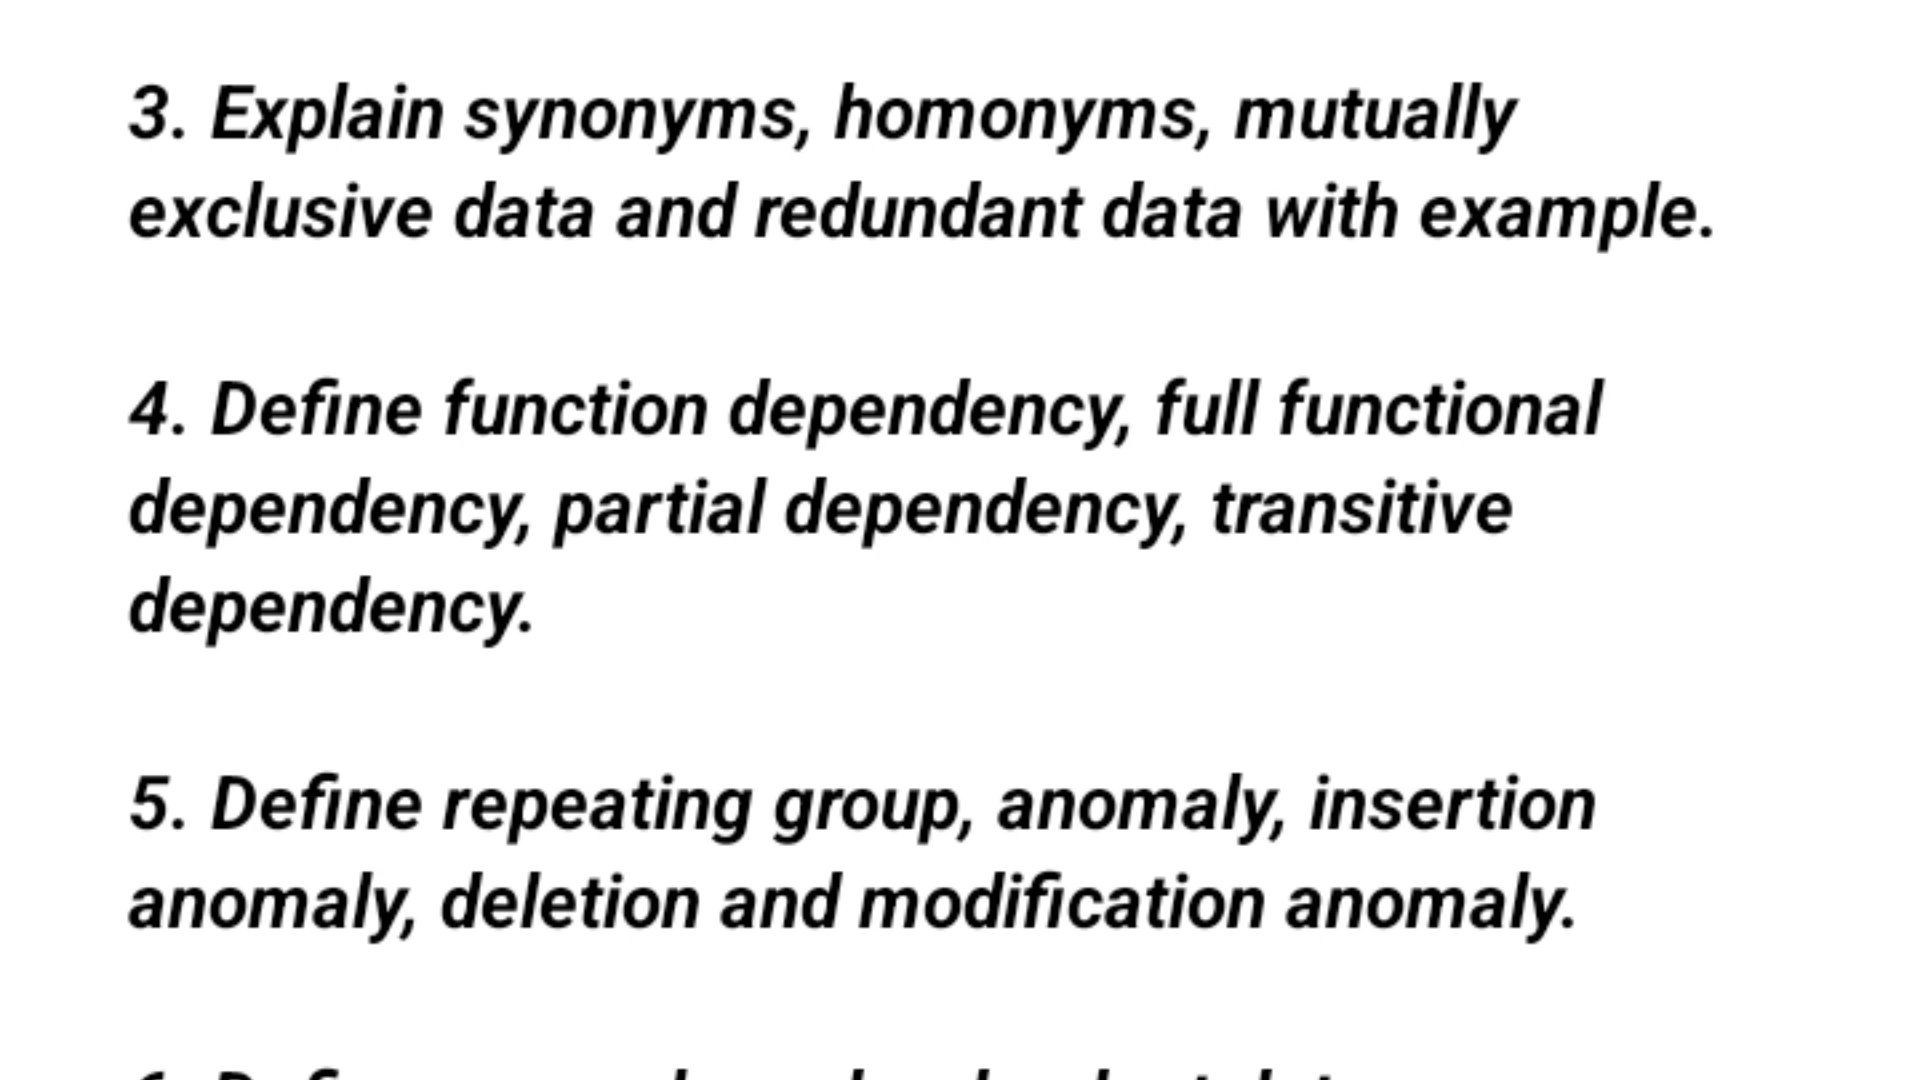 3. Explain synonyms, homonyms, mutually
exclusive data and redundant data with example.
4. Define function dependency, full functional
dependency, partial dependency, transitive
dependency.
5. Define repeating group, anomaly, insertion
anomaly, deletion and modification anomaly.